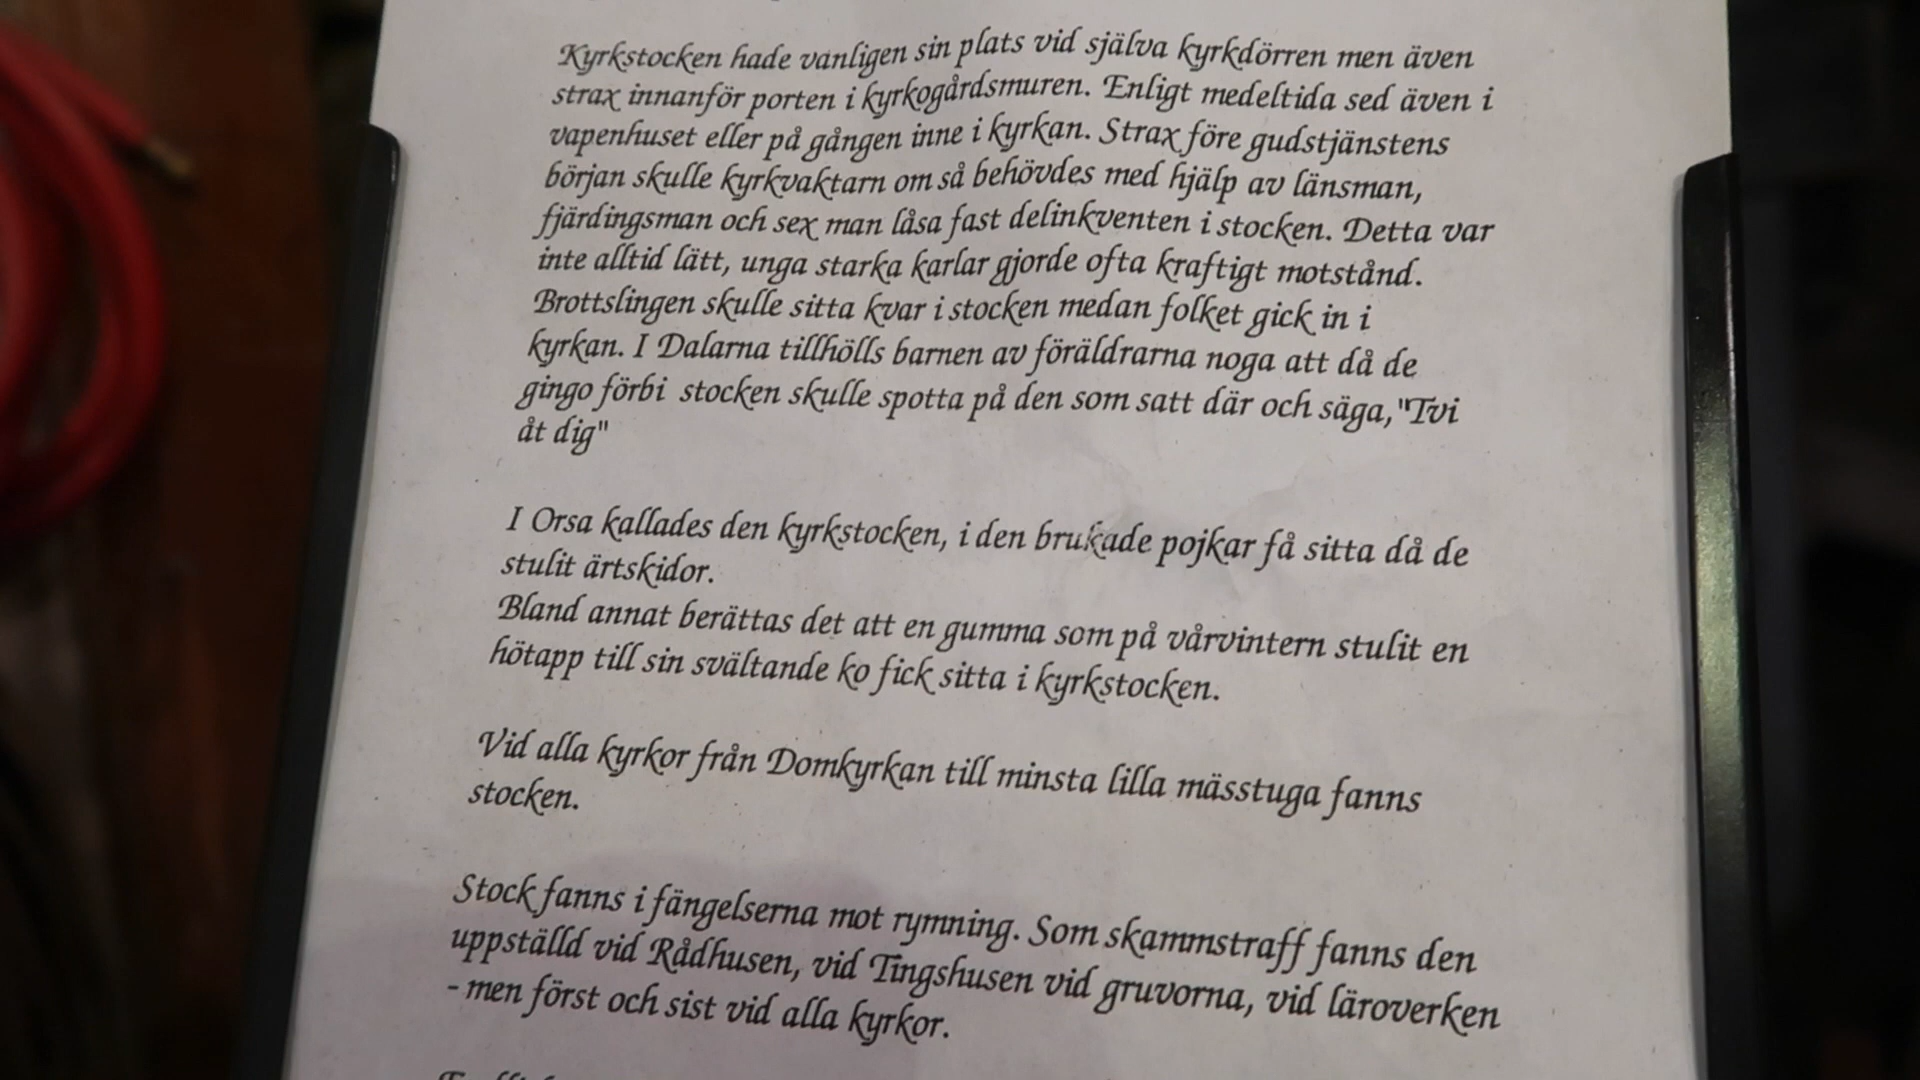 Kyrkstocken hade vanligen sin plats vid själva kyrkdörren men även
strax innanför porten i kyrkogårdsmuren. Enligt medeltida sed även i
vapenhuset eller på gången inne i kyrkan. Strax före gudstjänstens
början skulle kyrkvaktarn om så behövdes med hjälp av länsman,
fjärdingsman och sex man låsa fast delinkventen i stocken. Detta var
inte alltid lätt, unga starka karlar gjorde ofta kraftigt motstånd.
Brottslingen skulle sitta kvar i stocken medan folket gick in i
kyrkan. I Dalarna tillhölls barnen av föräldrarna noga att då de
gingo förbi stocken skulle spotta på den som satt där och säga,"Tvi
åt dig"
I Orsa kallades den kyrkstocken, i den brukade pojkar få sitta då de
stulit ärtskidor.
Bland annat berättas det att en gumma som på vårvintern stulit en
hötapp till sin svältande ko fick sitta i kyrkstocken.
Vid alla kyrkor från Domkyrkan till minsta lilla mässtuga fanns
stocken.
Stock fanns i fängelserna mot rymning. Som skammstraff fanns den
uppställd vid Rådhusen, vid Tingshusen vid gruvorna, vid läroverken
- men först och sist vid alla kyrkor.